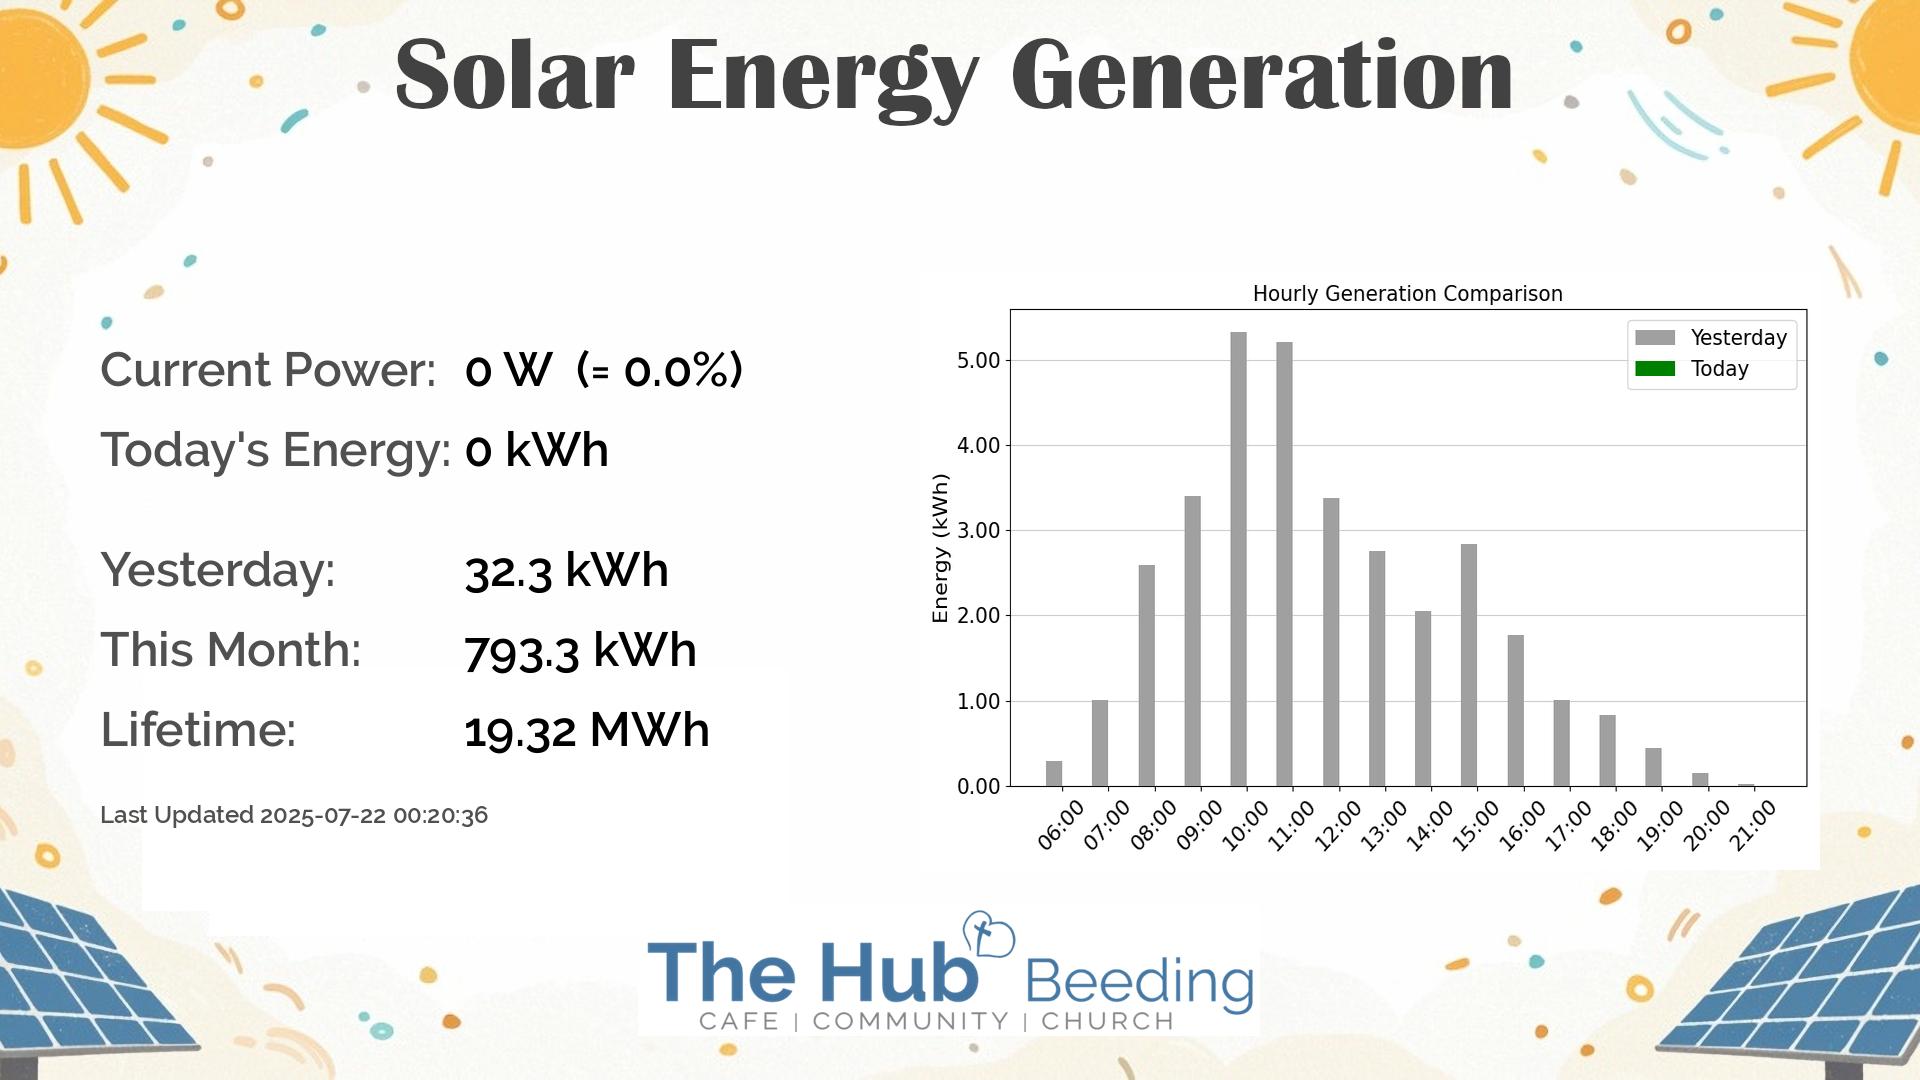 Solar Energy Generation
Current Power: 0 W (= 0.0%)
Today's Energy: 0 kWh
Yesterday: 32.3 kWh
This Month: 793.3 kWh
Lifetime: 19.32 MWh
Last Updated 2025-07-22 00:20:36
Hourly Generation Comparison
Yesterday
Today
Energy (kWh)
5.00
4.00
3.00
2.00
1.00
0.00
06:00 07:00 08:00 09:00 10:00 11:00 12:00 13:00 14:00 15:00 16:00 17:00 18:00 19:00 20:00 21:00
The Hub Beeding
CAFE | COMMUNITY | CHURCH